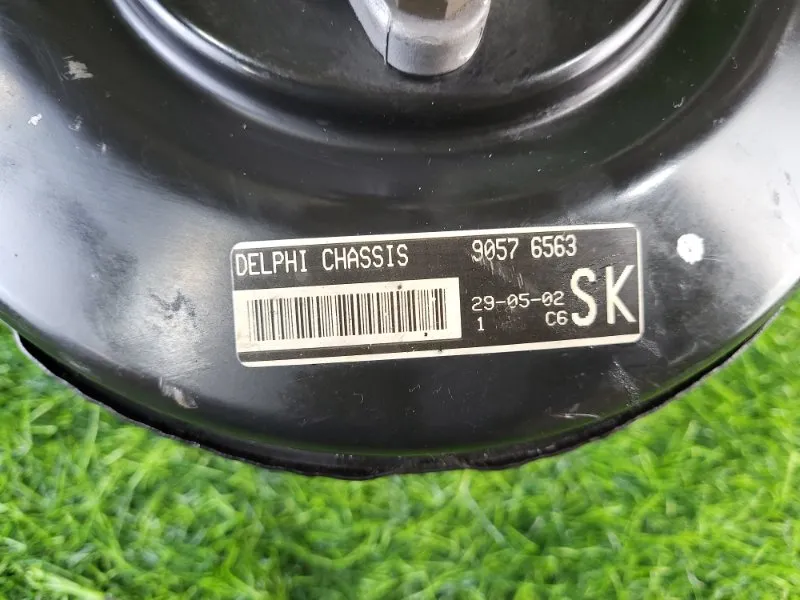 DELPHI CHASSIS 9057 6563
29-05-02 SK
1 C6